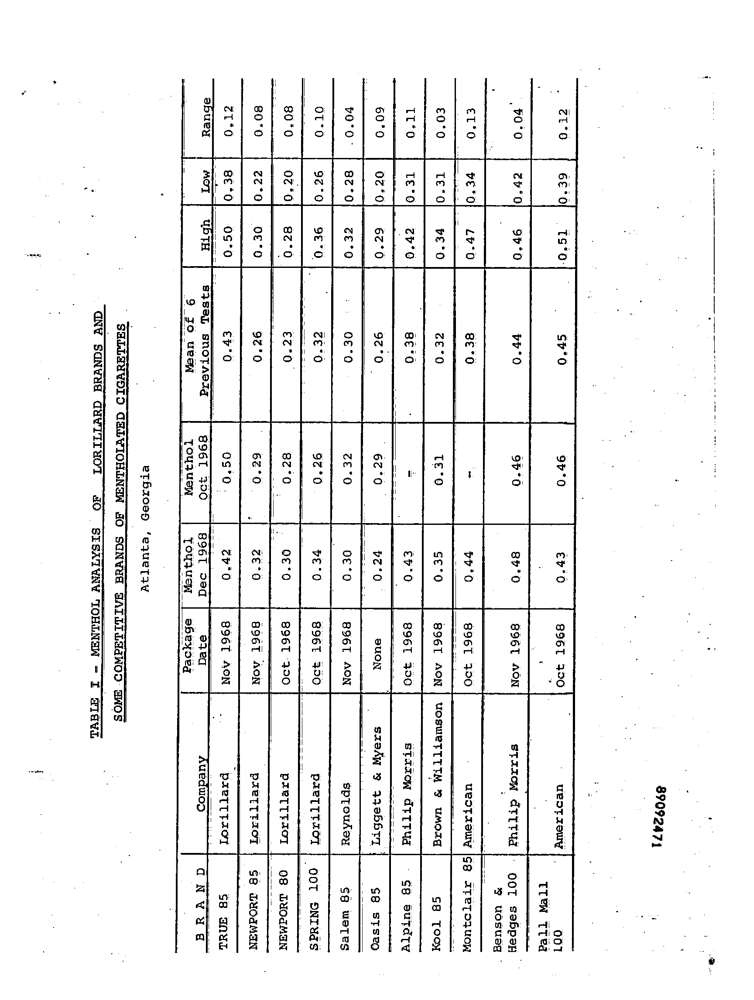 TABLE I - MENTHOL ANALYSIS OF LORILLARD BRANDS AND
SOME COMPETITIVE BRANDS OF MENTHOLATED CIGARETTES
Atlanta, Georgia
B R A N D Company Package Date Menthol Dec 1968 Menthol Oct 1968 Mean of 6 Previous Tests High Low Range
TRUE 85 Lorillard Nov 1968 0.42 0.50 0.43 0.50 0.38 0.12
NEWPORT 85 Lorillard Nov 1968 0.32 0.29 0.26 0.30 0.22 0.08
NEWPORT 80 Lorillard Oct 1968 0.30 0.28 0.23 0.28 0.20 0.08
SPRING 100 Lorillard Oct 1968 0.34 0.26 0.32 0.36 0.26 0.10
Salem 85 Reynolds Nov 1968 0.30 0.32 0.30 0.32 0.28 0.04
Oasis 85 Liggett & Myers None 0.24 0.29 0.26 0.29 0.20 0.09
Alpine 85 Philip Morris Oct 1968 0.43 - 0.38 0.42 0.31 0.11
Kool 85 Brown & Williamson Nov 1968 0.35 0.31 0.32 0.34 0.31 0.03
Montclair 85 American Oct 1968 0.44 - 0.38 0.47 0.34 0.13
Benson &
Hedges 100 Philip Morris Nov 1968 0.48 0.46 0.44 0.46 0.42 0.04
Pall Mall
100 American Oct 1968 0.43 0.46 0.45 0.51 0.39 0.12
89092471